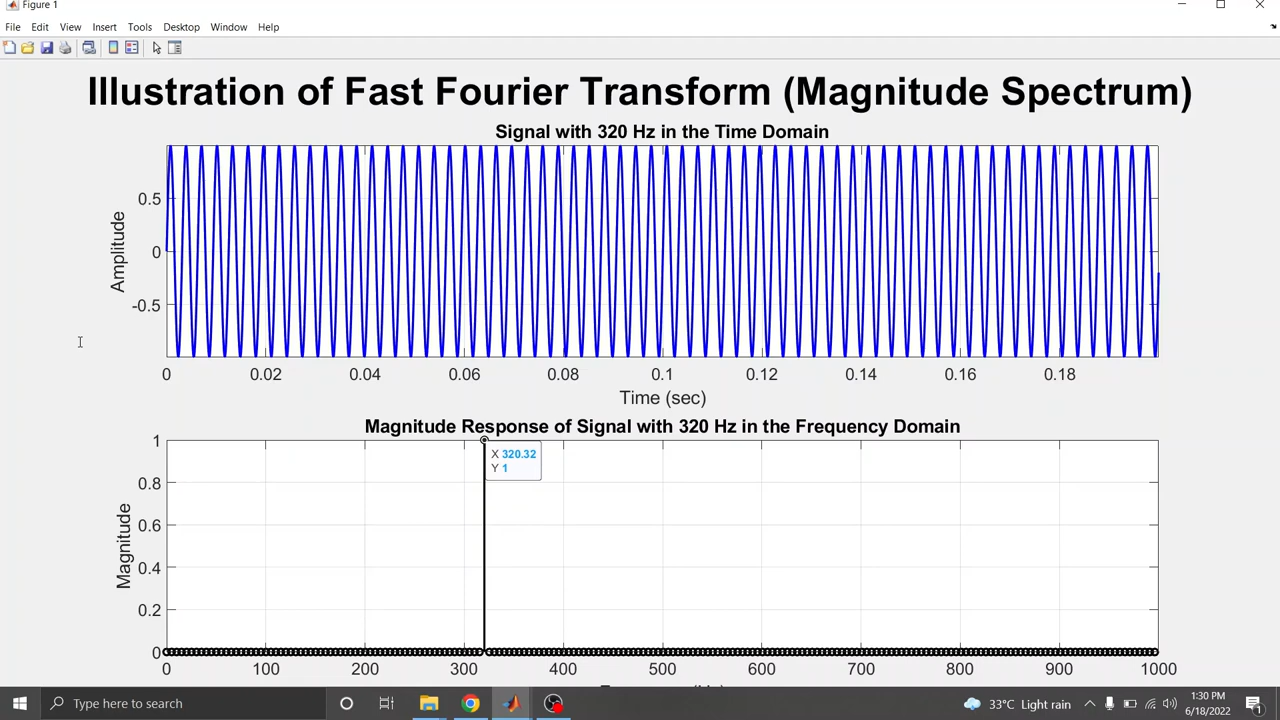 Figure 1
File Edit View Insert Tools Desktop Window Help
Illustration of Fast Fourier Transform (Magnitude Spectrum)
Signal with 320 Hz in the Time Domain
0.5
0
-0.5
Amplitude
0 0.02 0.04 0.06 0.08 0.1 0.12 0.14 0.16 0.18
Time (sec)
Magnitude Response of Signal with 320 Hz in the Frequency Domain
X 320.32
Y 1
1
0.8
0.6
0.4
0.2
0
Magnitude
0 100 200 300 400 500 600 700 800 900 1000
Type here to search
33°C Light rain
1:30 PM
6/18/2022
1